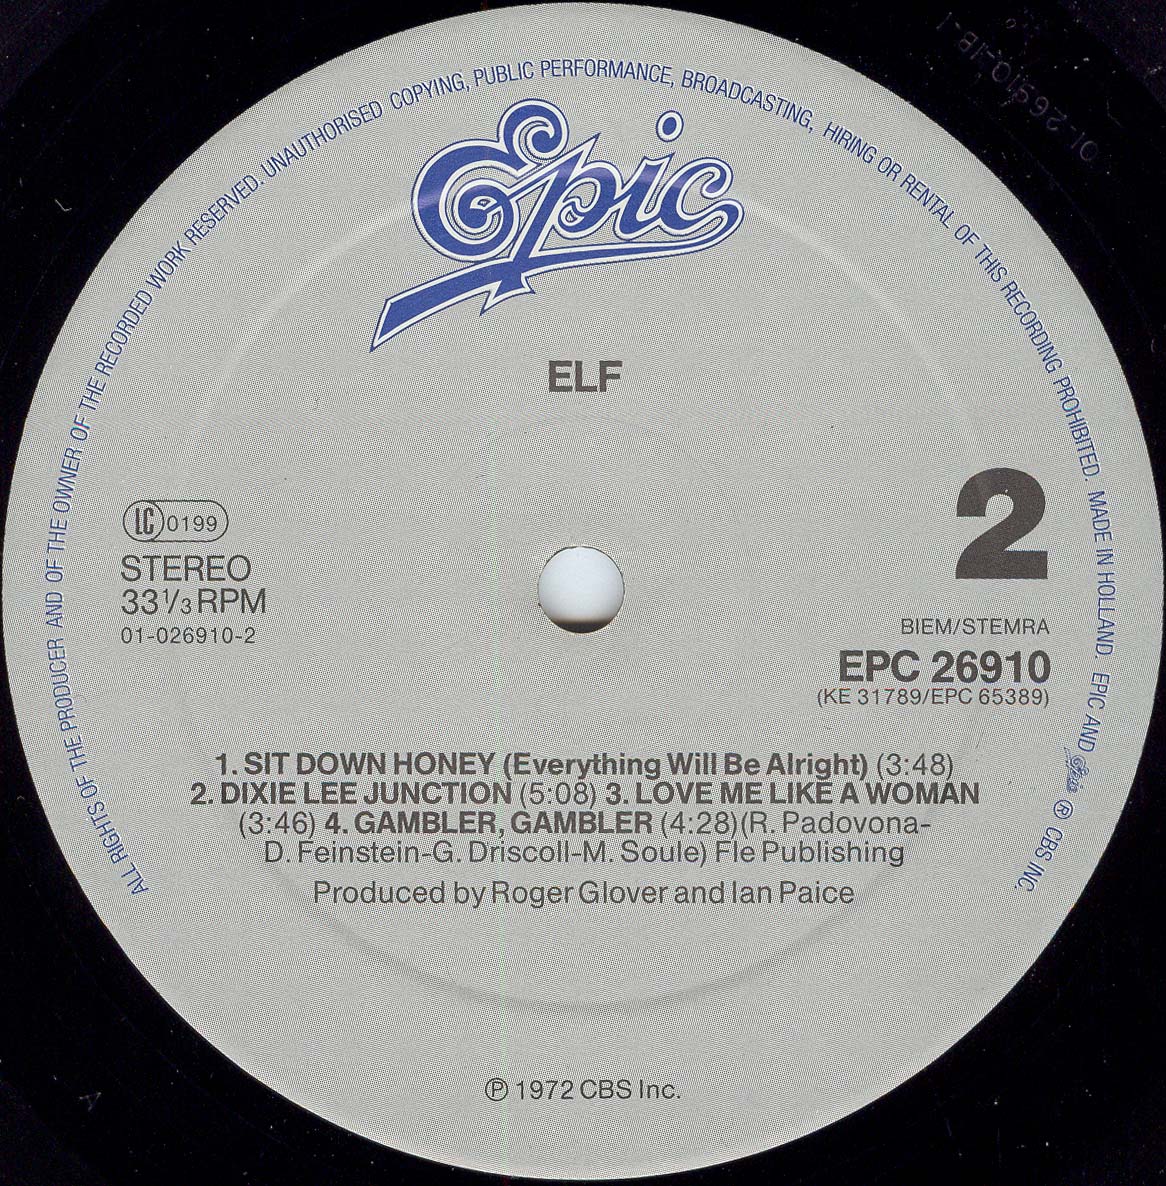 ALL RIGHTS OF THE PRODUCER AND OF THE OWNER OF THE RECORDED WORK RESERVED. UNAUTHORISED COPYING, PUBLIC PERFORMANCE, BROADCASTING, HIRING OR RENTAL OF THIS RECORDING PROHIBITED. MADE IN HOLLAND. EPIC AND Epic ® CBS INC.
Epic
ELF
2
LC 0199
STEREO
33 1/3 RPM
01-026910-2
BIEM/STEMRA
EPC 26910
(KE 31789/EPC 65389)
1. SIT DOWN HONEY (Everything Will Be Alright) (3:48)
2. DIXIE LEE JUNCTION (5:08) 3. LOVE ME LIKE A WOMAN
(3:46) 4. GAMBLER, GAMBLER (4:28)(R. Padovona-
D. Feinstein-G. Driscoll-M. Soule) Fle Publishing
Produced by Roger Glover and Ian Paice
℗ 1972 CBS Inc.
A